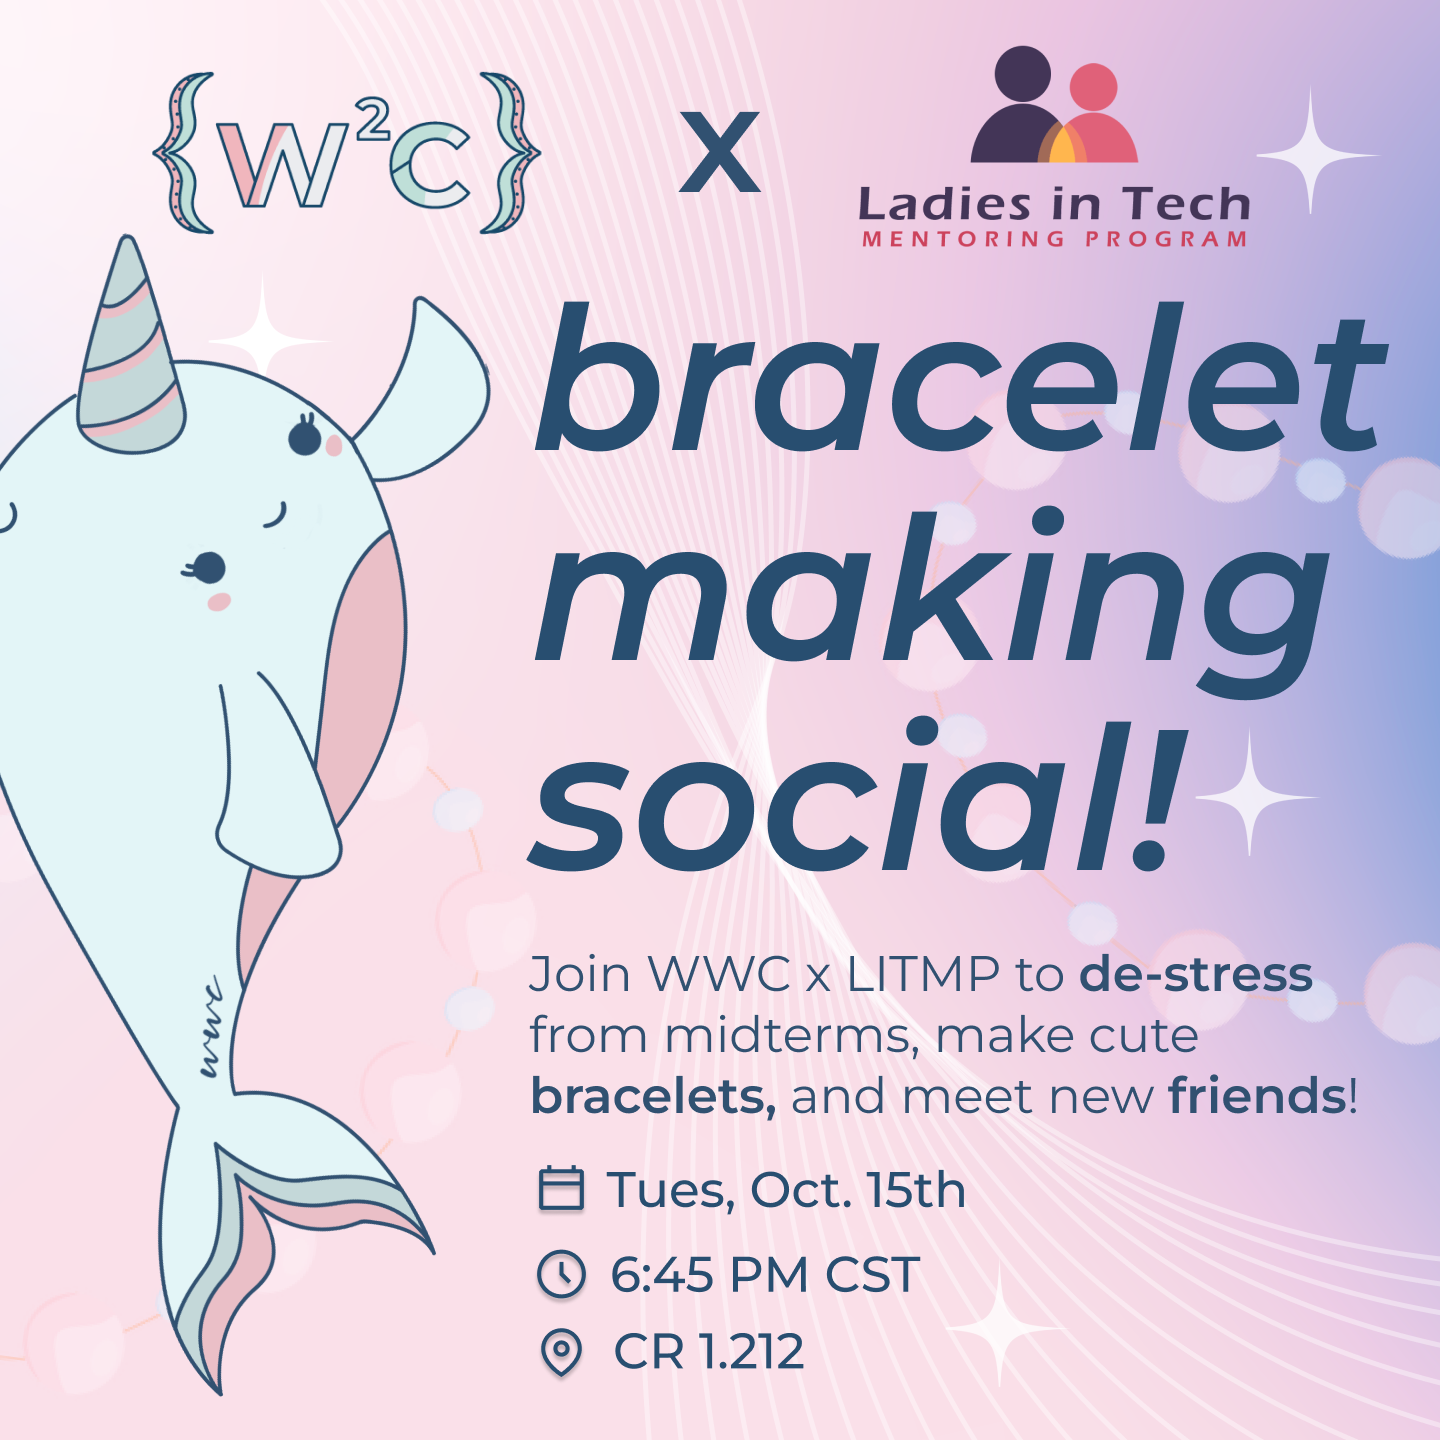 {W²C}
X
Ladies in Tech
MENTORING PROGRAM
bracelet
making
social!
Join WWC x LITMP to de-stress
from midterms, make cute
bracelets, and meet new friends!
wwc
Tues, Oct. 15th
6:45 PM CST
CR 1.212